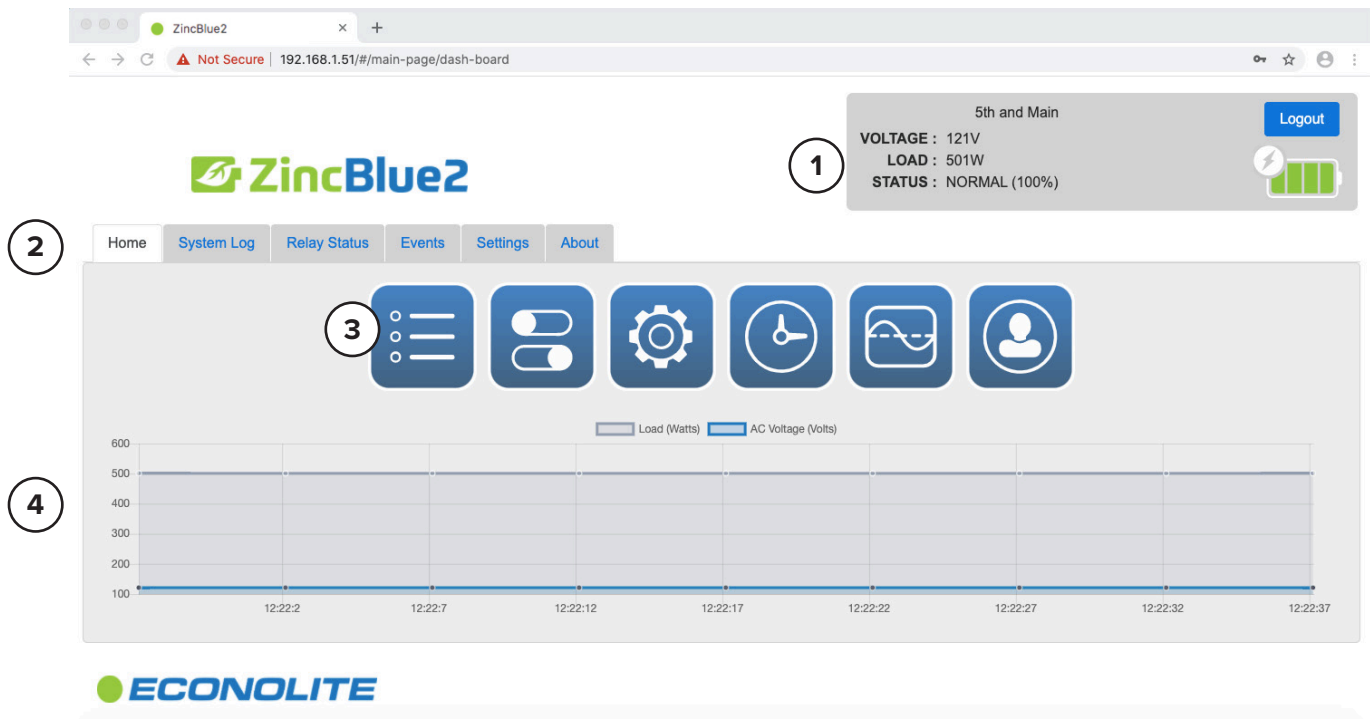 ZincBlue2
Not Secure 192.168.1.51/#/main-page/dash-board
5th and Main
Logout
VOLTAGE : 121V
LOAD : 501W
STATUS : NORMAL (100%)
1
ZincBlue2
2
Home System Log Relay Status Events Settings About
3
Load (Watts) AC Voltage (Volts)
600
500
400
300
200
100
4
12:22:2 12:22:7 12:22:12 12:22:17 12:22:22 12:22:27 12:22:32 12:22:37
ECONOLITE